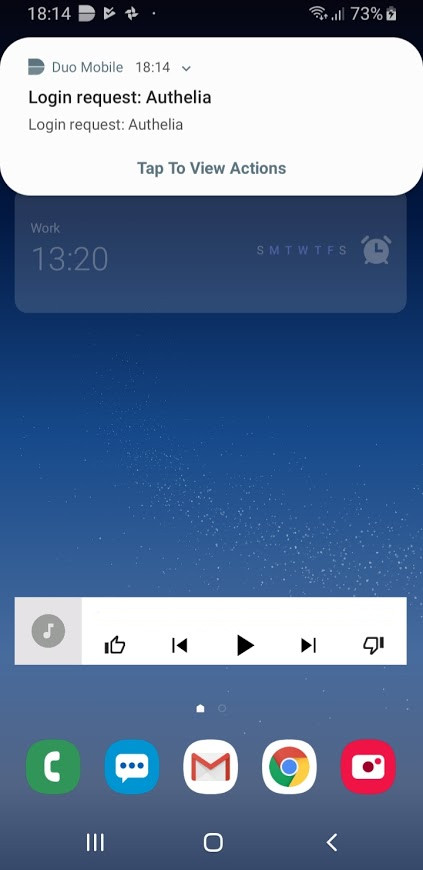 18:14 73%
Duo Mobile 18:14
Login request: Authelia
Login request: Authelia
Tap To View Actions
Work
13:20 S M T W T F S